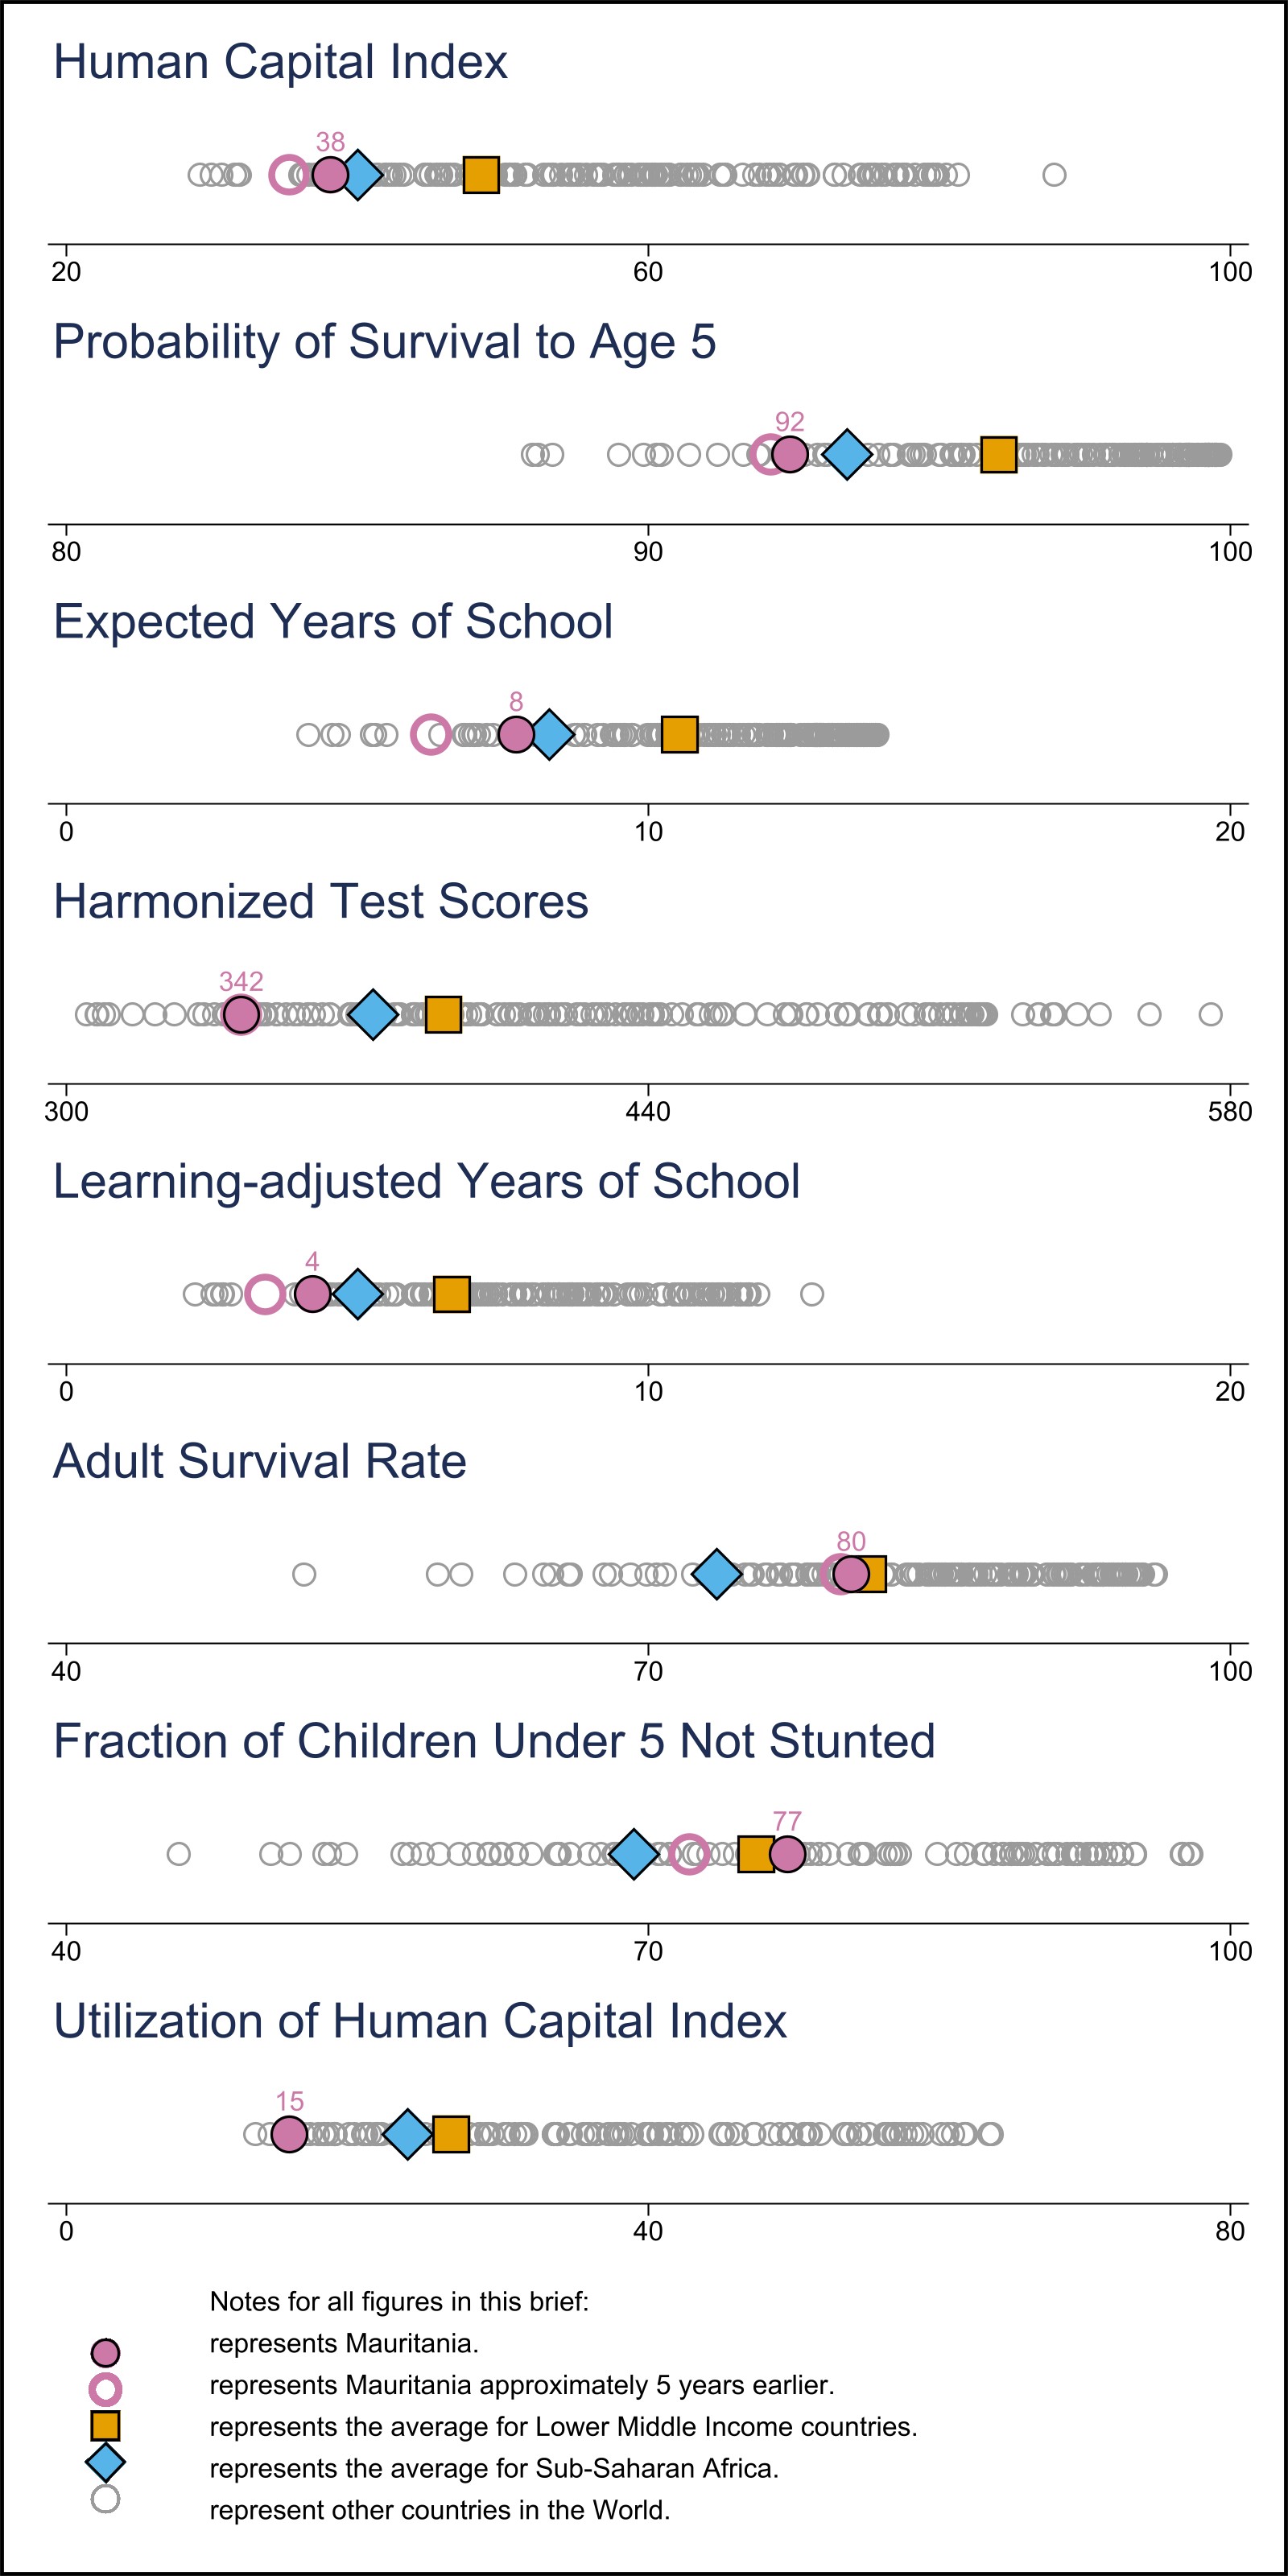 Human Capital Index
38
20 60 100
Probability of Survival to Age 5
92
80 90 100
Expected Years of School
8
0 10 20
Harmonized Test Scores
342
300 440 580
Learning-adjusted Years of School
4
0 10 20
Adult Survival Rate
80
40 70 100
Fraction of Children Under 5 Not Stunted
77
40 70 100
Utilization of Human Capital Index
15
0 40 80
Notes for all figures in this brief:
represents Mauritania.
represents Mauritania approximately 5 years earlier.
represents the average for Lower Middle Income countries.
represents the average for Sub-Saharan Africa.
represent other countries in the World.